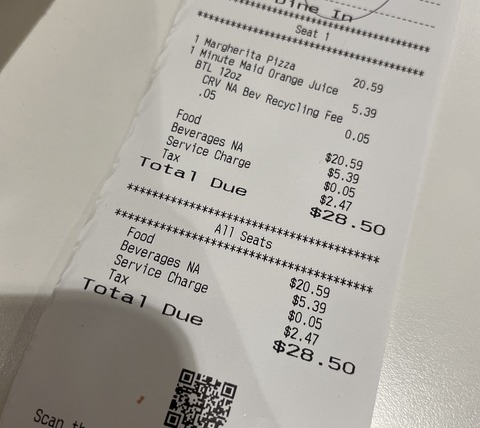 Dine In
****************************************
Seat 1
****************************************
1 Margherita Pizza 20.59
1 Minute Maid Orange Juice
BTL 12oz 5.39
CRV NA Bev Recycling Fee
.05 0.05
Food $20.59
Beverages NA $5.39
Service Charge $0.05
Tax $2.47
Total Due $28.50
****************************************
All Seats
****************************************
Food $20.59
Beverages NA $5.39
Service Charge $0.05
Tax $2.47
Total Due $28.50
Scan